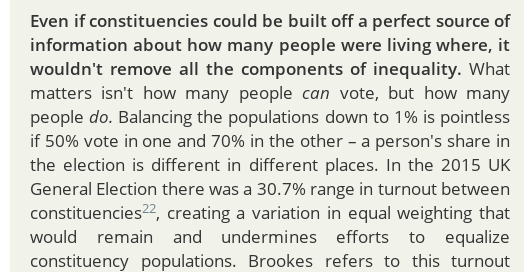 Even if constituencies could be built off a perfect source of
information about how many people were living where, it
wouldn't remove all the components of inequality. What
matters isn't how many people can vote, but how many
people do. Balancing the populations down to 1% is pointless
if 50% vote in one and 70% in the other – a person's share in
the election is different in different places. In the 2015 UK
General Election there was a 30.7% range in turnout between
constituencies22, creating a variation in equal weighting that
would remain and undermines efforts to equalize
constituency populations. Brookes refers to this turnout